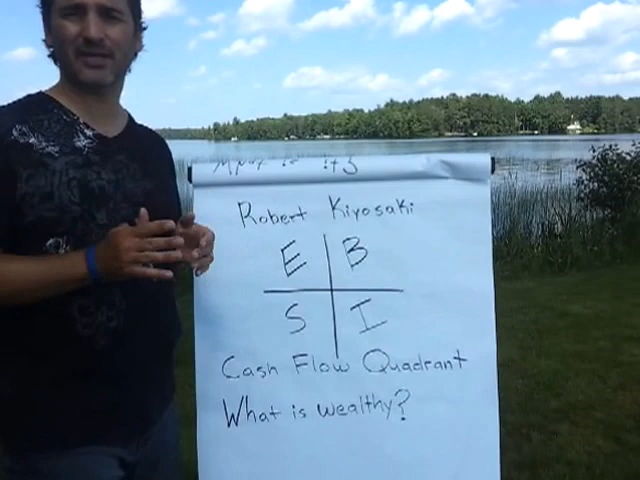 Robert Kiyosaki
E B
S I
Cash Flow Quadrant
What is wealthy?